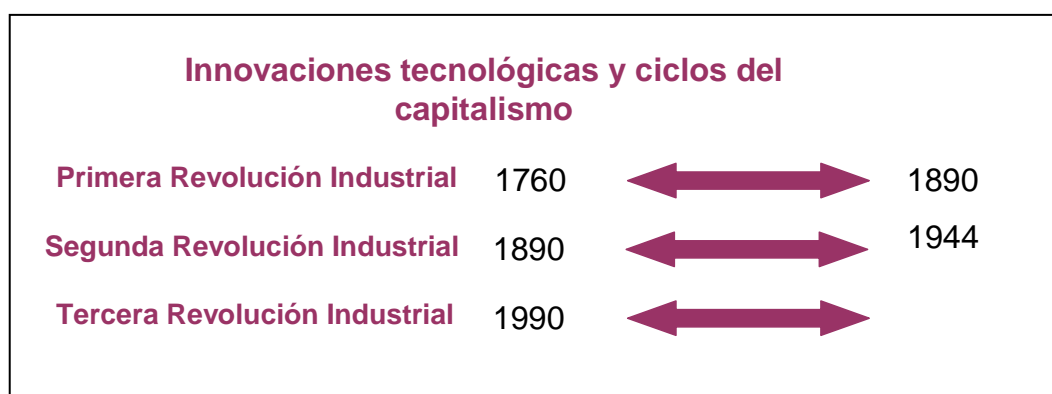 Innovaciones tecnológicas y ciclos del
capitalismo
Primera Revolución Industrial 1760 1890
Segunda Revolución Industrial 1890 1944
Tercera Revolución Industrial 1990